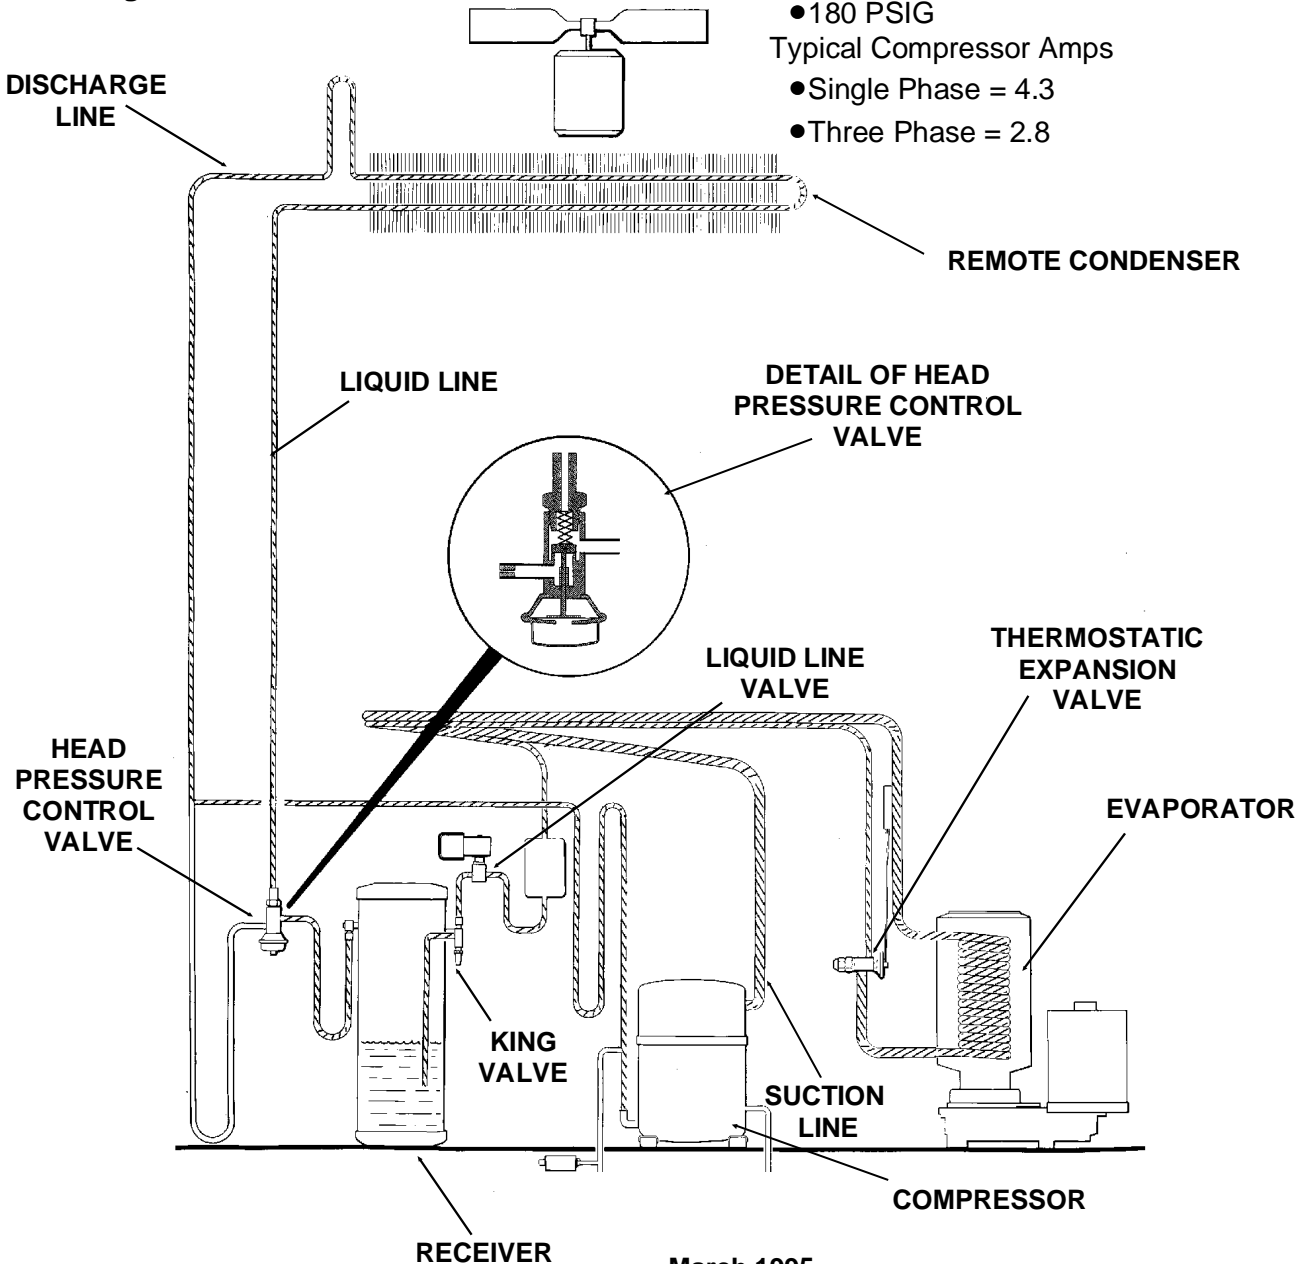 ●180 PSIG
Typical Compressor Amps
●Single Phase = 4.3
●Three Phase = 2.8
DISCHARGE
LINE
REMOTE CONDENSER
LIQUID LINE
DETAIL OF HEAD
PRESSURE CONTROL
VALVE
LIQUID LINE
VALVE
THERMOSTATIC
EXPANSION
VALVE
HEAD
PRESSURE
CONTROL
VALVE
EVAPORATOR
KING
VALVE
SUCTION
LINE
COMPRESSOR
RECEIVER
March 1995